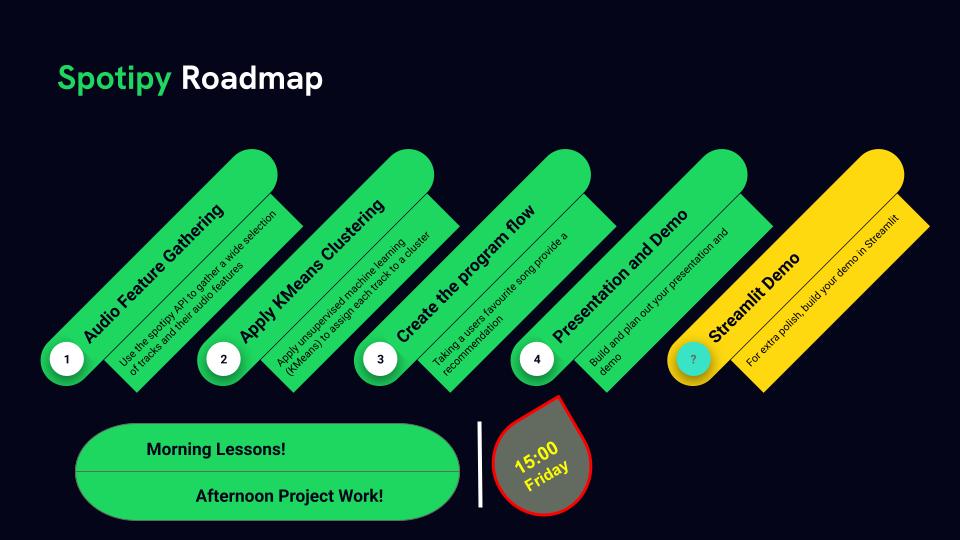 Spotipy Roadmap
1
Audio Feature Gathering
Use the spotipy API to gather a wide selection
of tracks and their audio features
2
Apply KMeans Clustering
Apply unsupervised machine learning
(KMeans) to assign each track to a cluster
3
Create the program flow
Taking a users favourite song provide a
recommendation
4
Presentation and Demo
Build and plan out your presentation and
demo
?
Streamlit Demo
For extra polish, build your demo in Streamlit
Morning Lessons!
Afternoon Project Work!
15:00
Friday